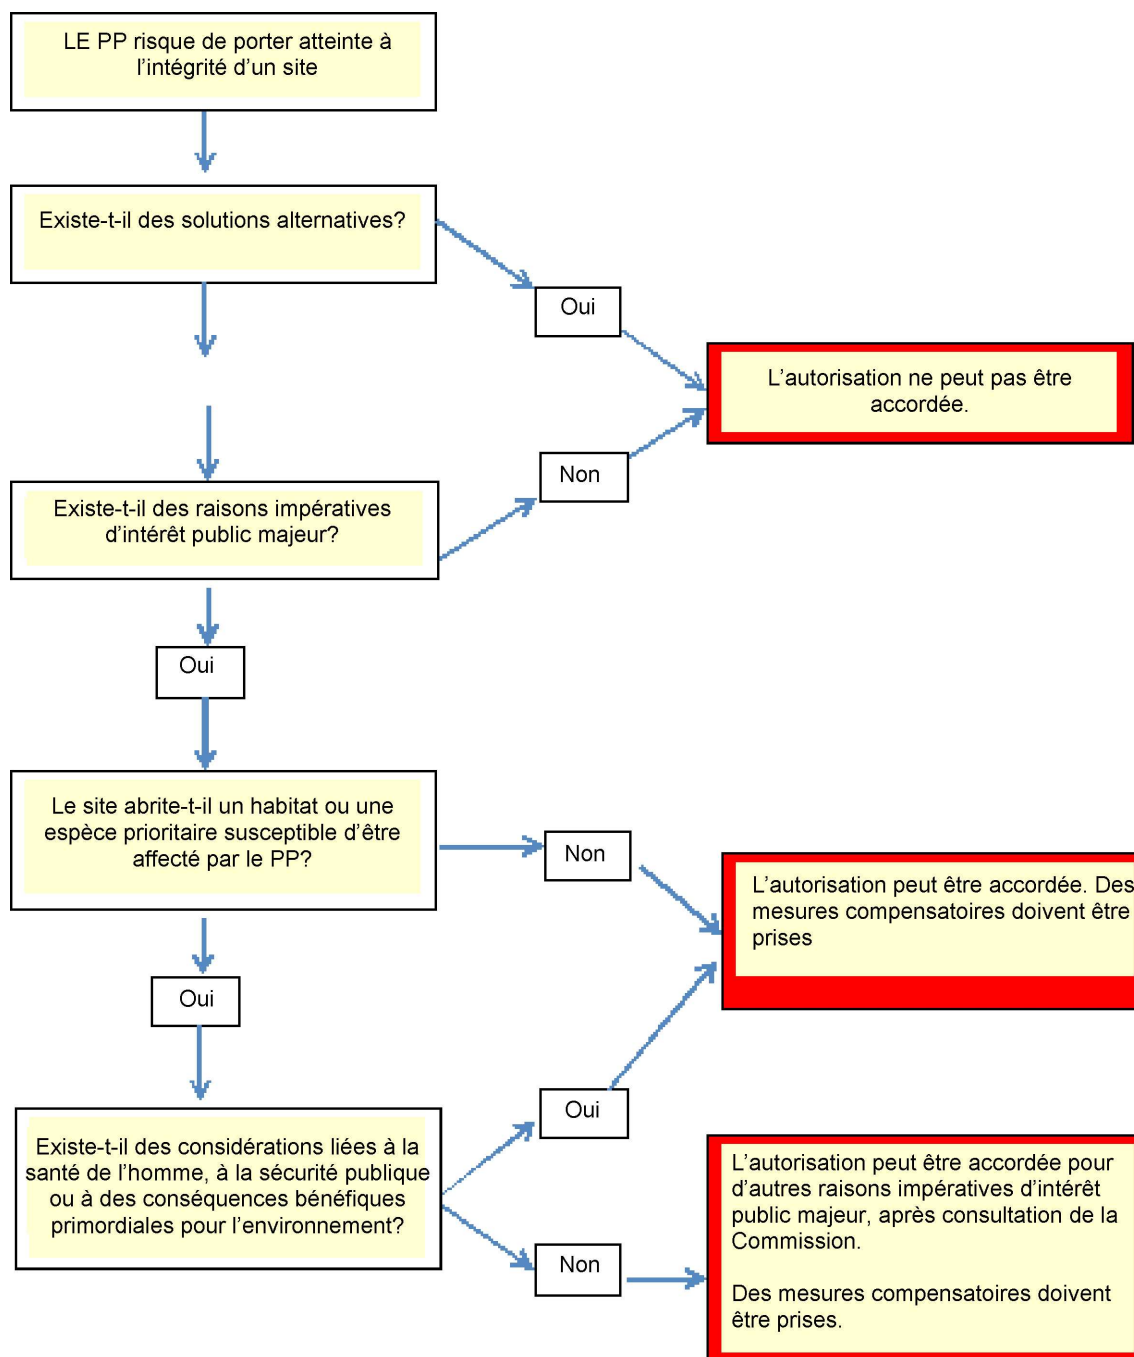 LE PP risque de porter atteinte à
l’intégrité d’un site
Existe-t-il des solutions alternatives?
Oui
L’autorisation ne peut pas être
accordée.
Non
Existe-t-il des raisons impératives
d’intérêt public majeur?
Oui
Le site abrite-t-il un habitat ou une
espèce prioritaire susceptible d’être
affecté par le PP?
Non
L’autorisation peut être accordée. Des
mesures compensatoires doivent être
prises
Oui
Existe-t-il des considérations liées à la
santé de l’homme, à la sécurité publique
ou à des conséquences bénéfiques
primordiales pour l’environnement?
Oui
Non
L’autorisation peut être accordée pour
d’autres raisons impératives d’intérêt
public majeur, après consultation de la
Commission.
Des mesures compensatoires doivent
être prises.